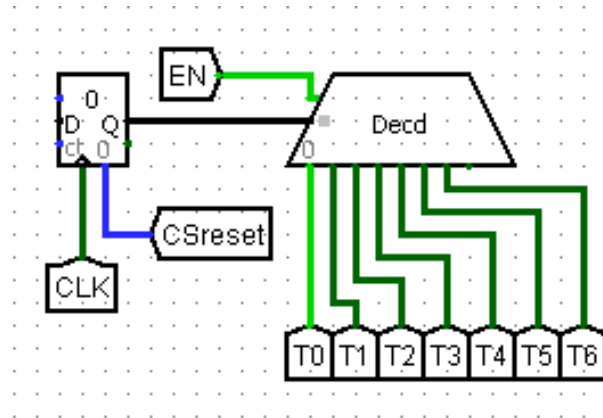 EN
0
D Q
ct 0
Decd
0
CSreset
CLK
T0 T1 T2 T3 T4 T5 T6